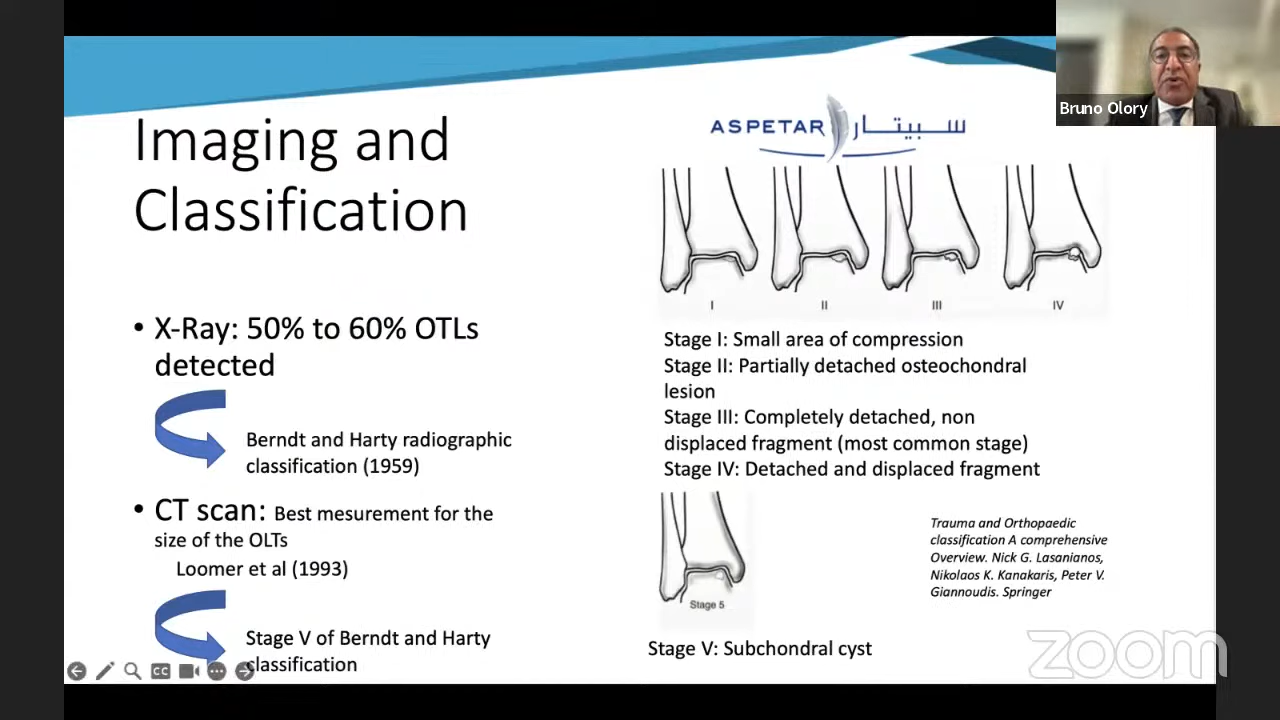 Bruno Olory
ASPETAR سبيتار
Imaging and
Classification
• X-Ray: 50% to 60% OTLs
detected
Berndt and Harty radiographic
classification (1959)
• CT scan: Best mesurement for the
size of the OLTs
Loomer et al (1993)
Stage V of Berndt and Harty
classification
I II III IV
Stage I: Small area of compression
Stage II: Partially detached osteochondral
lesion
Stage III: Completely detached, non
displaced fragment (most common stage)
Stage IV: Detached and displaced fragment
Stage 5
Stage V: Subchondral cyst
Trauma and Orthopaedic
classification A comprehensive
Overview. Nick G. Lasanianos,
Nikolaos K. Kanakaris, Peter V.
Giannoudis. Springer
CC
zoom